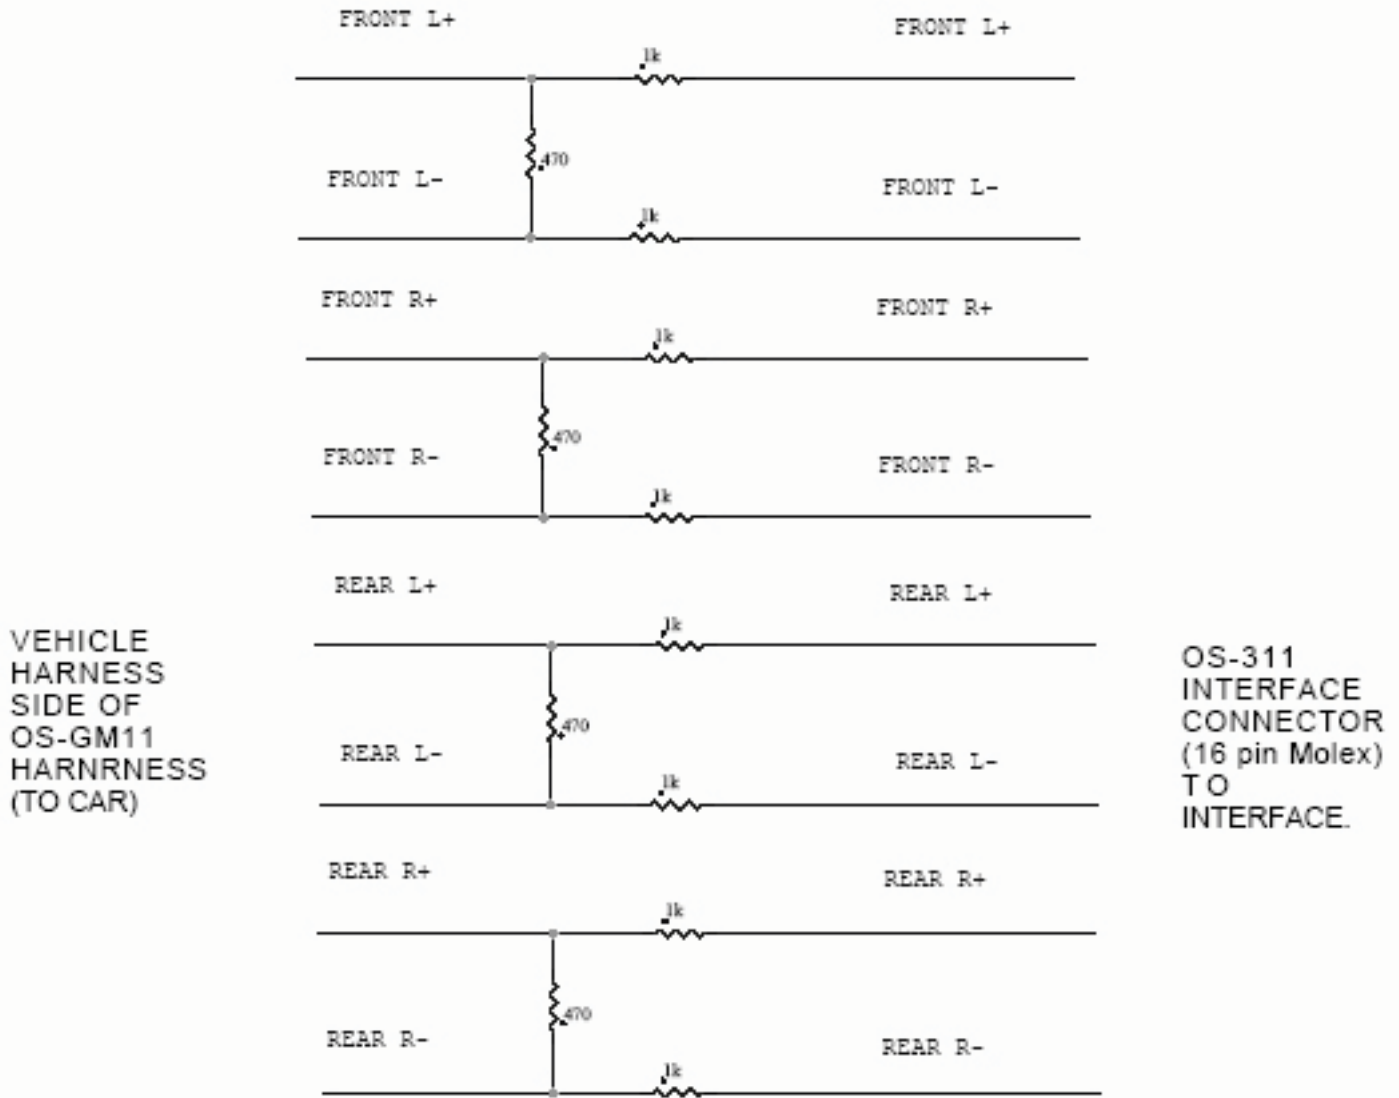 FRONT L+
FRONT L+
1k
470
FRONT L-
FRONT L-
1k
FRONT R+
FRONT R+
1k
470
FRONT R-
FRONT R-
1k
REAR L+
REAR L+
1k
VEHICLE
HARNESS
SIDE OF
OS-GM11
HARNRNESS
(TO CAR)
OS-311
INTERFACE
CONNECTOR
(16 pin Molex)
TO
INTERFACE.
470
REAR L-
REAR L-
1k
REAR R+
REAR R+
1k
470
REAR R-
REAR R-
1k